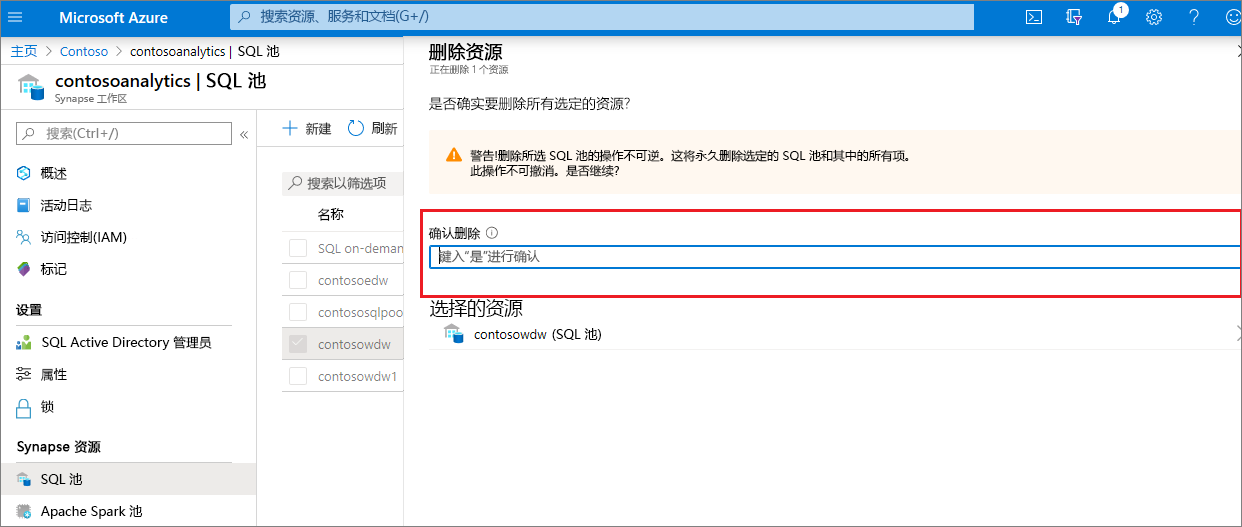 Microsoft Azure
搜索资源、服务和文档(G+/)
1
主页 > Contoso > contosoanalytics | SQL 池
contosoanalytics | SQL 池
Synapse 工作区
搜索(Ctrl+/)
«
概述
活动日志
访问控制(IAM)
标记
设置
SQL Active Directory 管理员
属性
锁
Synapse 资源
SQL 池
Apache Spark 池
新建
刷新
搜索以筛选项
名称
SQL on-deman
contosoedw
contososqlpoo
contosowdw
contosowdw1
删除资源
正在删除 1 个资源
是否确实要删除所有选定的资源?
警告!删除所选 SQL 池的操作不可逆。这将永久删除选定的 SQL 池和其中的所有项。
此操作不可撤消。是否继续?
确认删除
键入“是”进行确认
选择的资源
contosowdw (SQL 池)